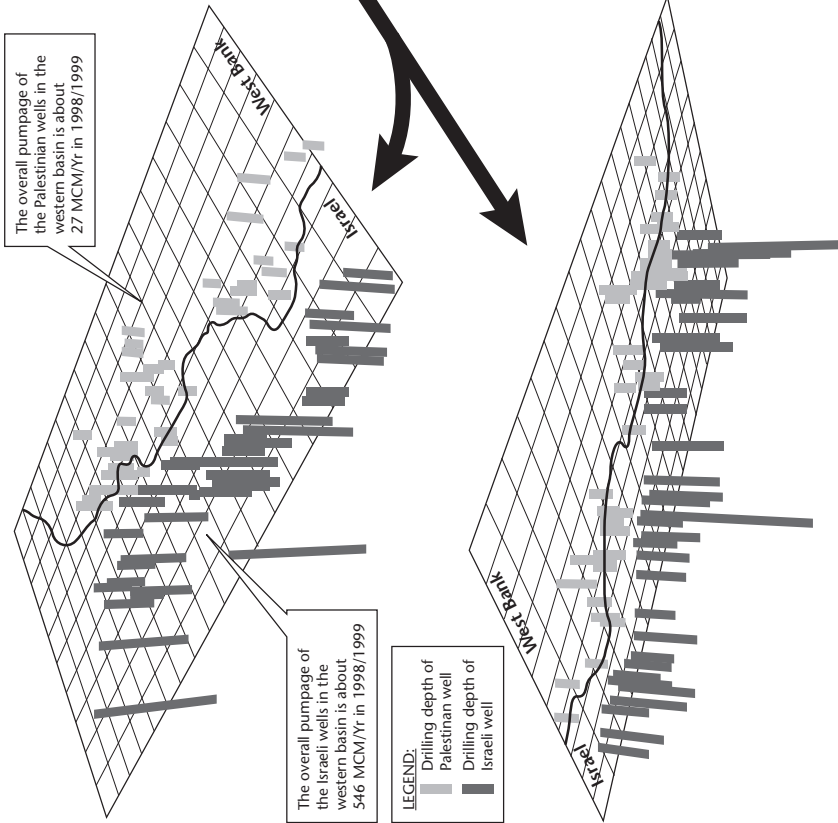 The overall pumpage of
the Palestinian wells in the
western basin is about
27 MCM/Yr in 1998/1999
West Bank
Israel
The overall pumpage of
the Israeli wells in the
western basin is about
546 MCM/Yr in 1998/1999
LEGEND:
Drilling depth of
Palestinan well
Drilling depth of
Israeli well
West Bank
Israel